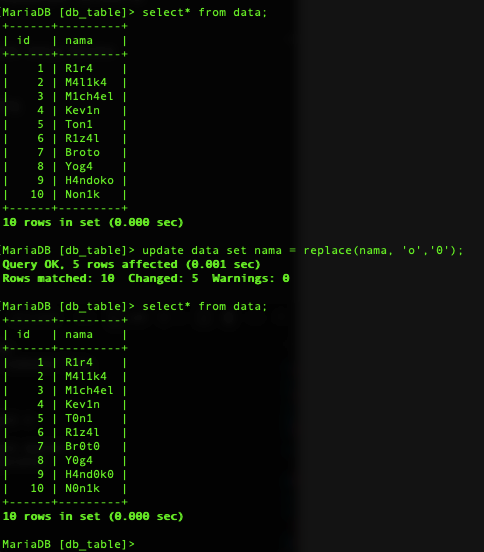 MariaDB [db_table]> select* from data;
+------+---------+
| id   | nama    |
+------+---------+
|    1 | R1r4    |
|    2 | M4l1k4  |
|    3 | M1ch4el |
|    4 | Kev1n   |
|    5 | Ton1    |
|    6 | R1z4l   |
|    7 | Broto   |
|    8 | Yog4    |
|    9 | H4ndoko |
|   10 | Non1k   |
+------+---------+
10 rows in set (0.000 sec)
MariaDB [db_table]> update data set nama = replace(nama, 'o','0');
Query OK, 5 rows affected (0.001 sec)
Rows matched: 10  Changed: 5  Warnings: 0
MariaDB [db_table]> select* from data;
+------+---------+
| id   | nama    |
+------+---------+
|    1 | R1r4    |
|    2 | M4l1k4  |
|    3 | M1ch4el |
|    4 | Kev1n   |
|    5 | T0n1    |
|    6 | R1z4l   |
|    7 | Br0t0   |
|    8 | Y0g4    |
|    9 | H4nd0k0 |
|   10 | N0n1k   |
+------+---------+
10 rows in set (0.000 sec)
MariaDB [db_table]>